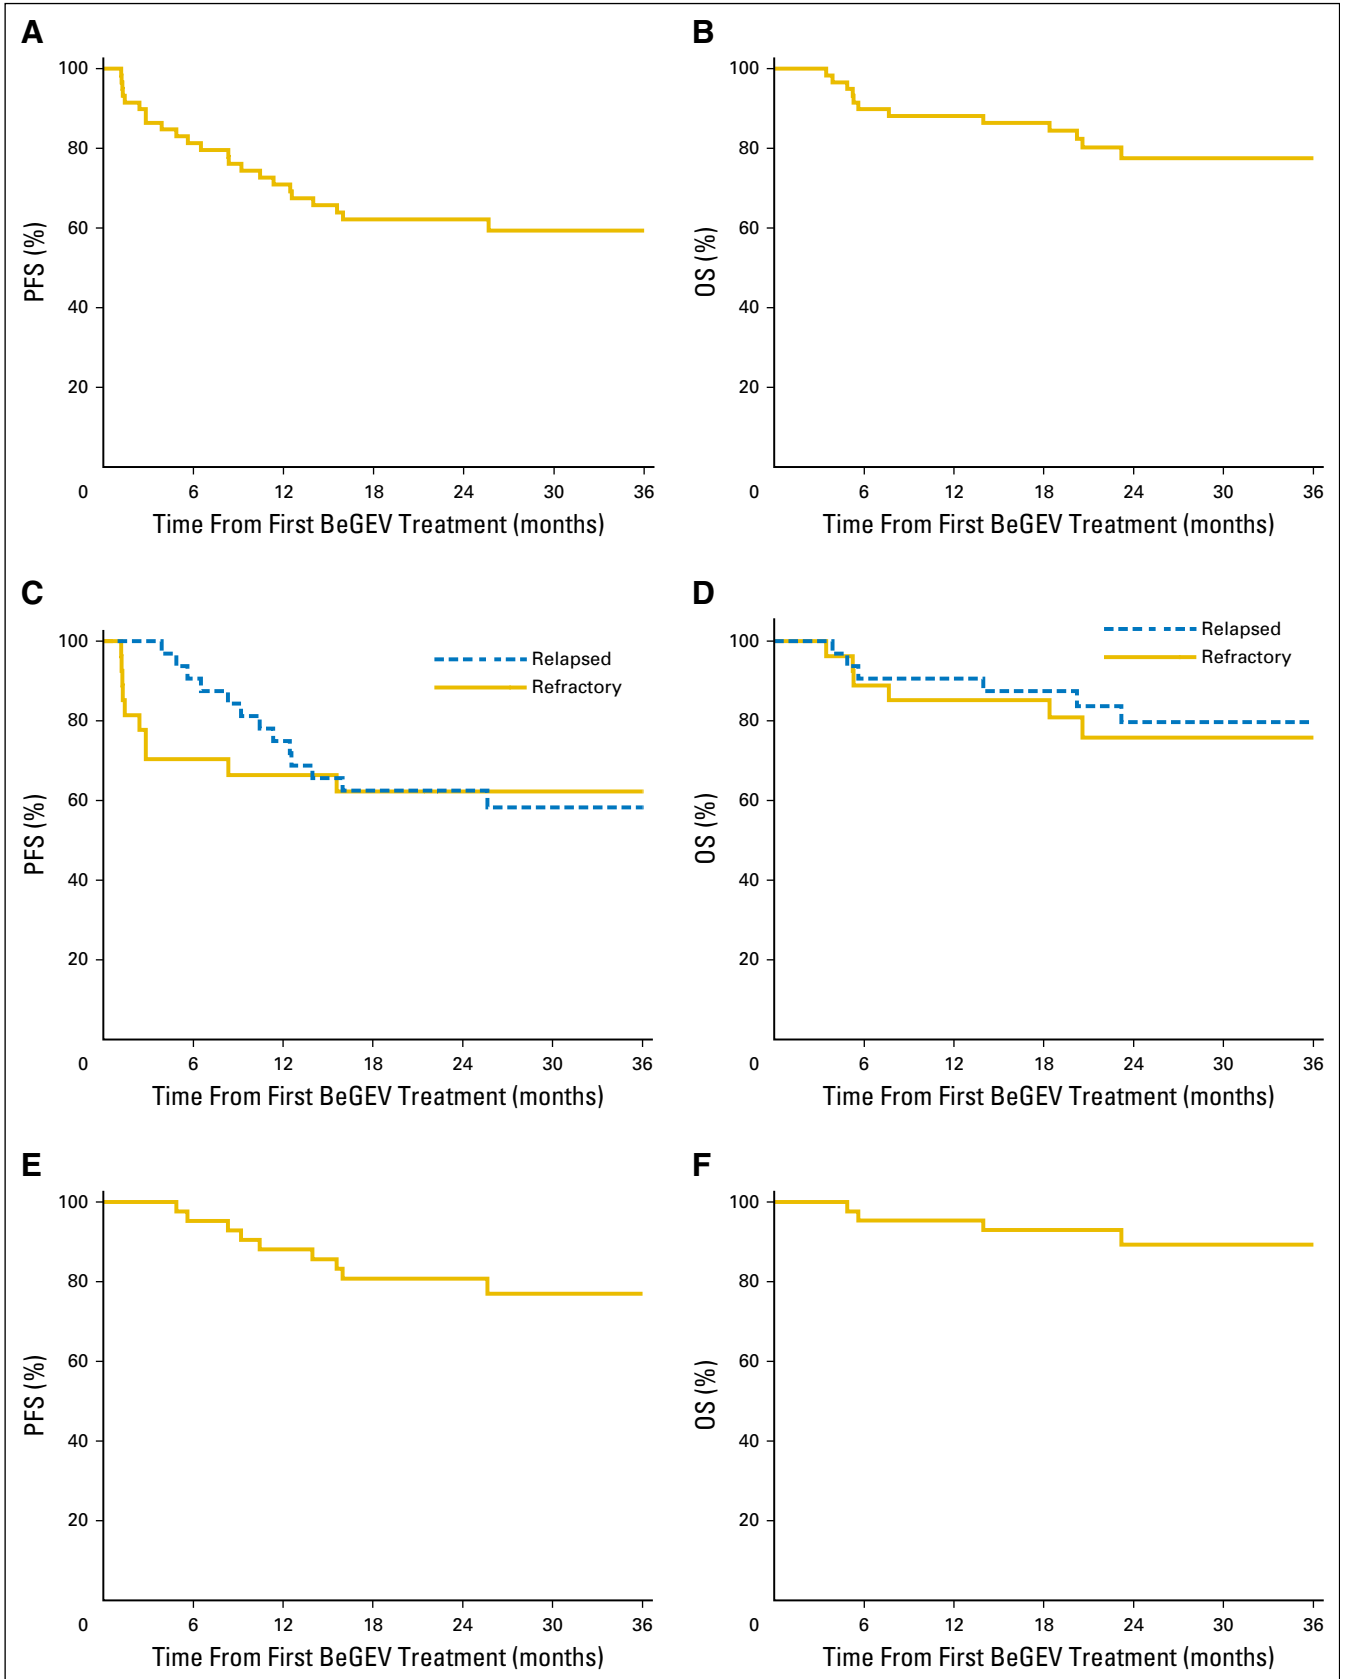 A
100
80
60
40
20
PFS (%)
0 6 12 18 24 30 36
Time From First BeGEV Treatment (months)
B
100
80
60
40
20
OS (%)
0 6 12 18 24 30 36
Time From First BeGEV Treatment (months)
C
100
80
60
40
20
PFS (%)
Relapsed
Refractory
0 6 12 18 24 30 36
Time From First BeGEV Treatment (months)
D
100
80
60
40
20
OS (%)
Relapsed
Refractory
0 6 12 18 24 30 36
Time From First BeGEV Treatment (months)
E
100
80
60
40
20
PFS (%)
0 6 12 18 24 30 36
Time From First BeGEV Treatment (months)
F
100
80
60
40
20
OS (%)
0 6 12 18 24 30 36
Time From First BeGEV Treatment (months)